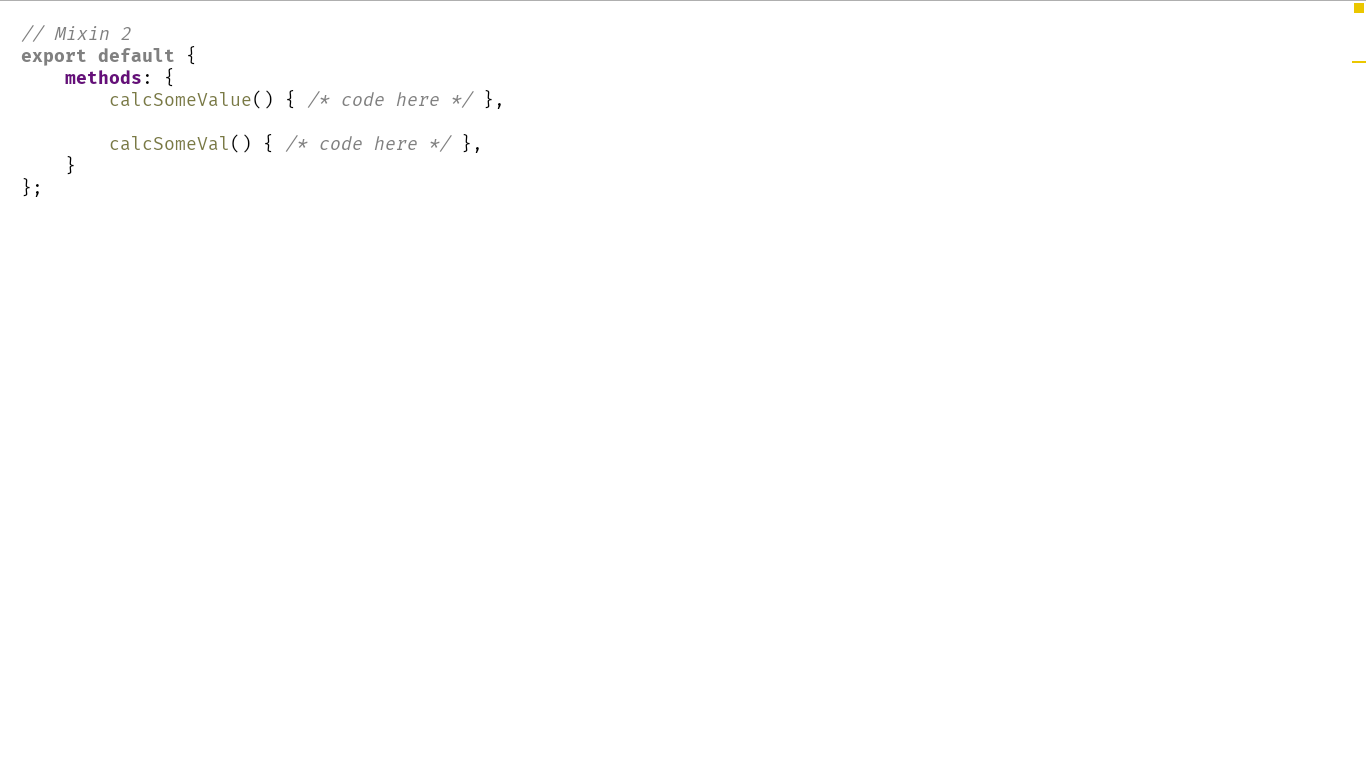 // Mixin 2
export default {
    methods: {
        calcSomeValue() { /* code here */ },

        calcSomeVal() { /* code here */ },
    }
};